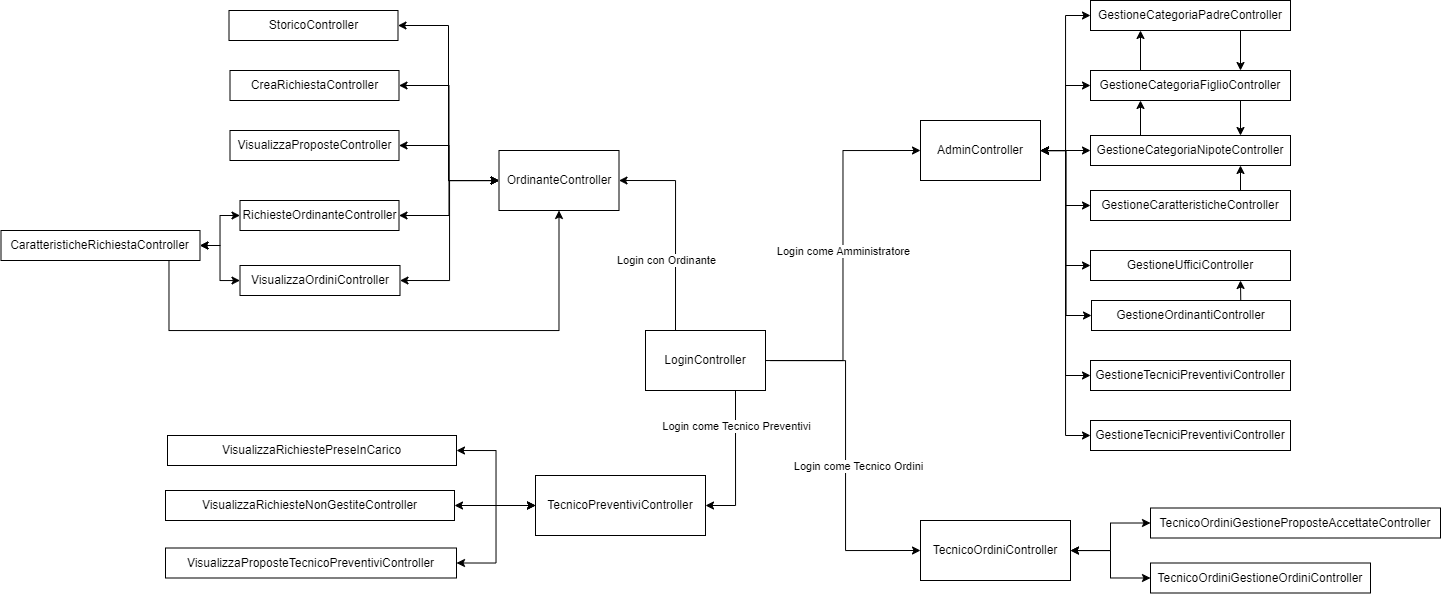 StoricoController
CreaRichiestaController
VisualizzaProposteController
OrdinanteController
RichiesteOrdinanteController
CaratteristicheRichiestaController
VisualizzaOrdiniController
Login con Ordinante
Login come Amministratore
LoginController
Login come Tecnico Preventivi
Login come Tecnico Ordini
GestioneCategoriaPadreController
GestioneCategoriaFiglioController
AdminController
GestioneCategoriaNipoteController
GestioneCaratteristicheController
GestioneUfficiController
GestioneOrdinantiController
GestioneTecniciPreventiviController
GestioneTecniciPreventiviController
VisualizzaRichiestePreseInCarico
VisualizzaRichiesteNonGestiteController
TecnicoPreventiviController
VisualizzaProposteTecnicoPreventiviController
TecnicoOrdiniController
TecnicoOrdiniGestioneProposteAccettateController
TecnicoOrdiniGestioneOrdiniController